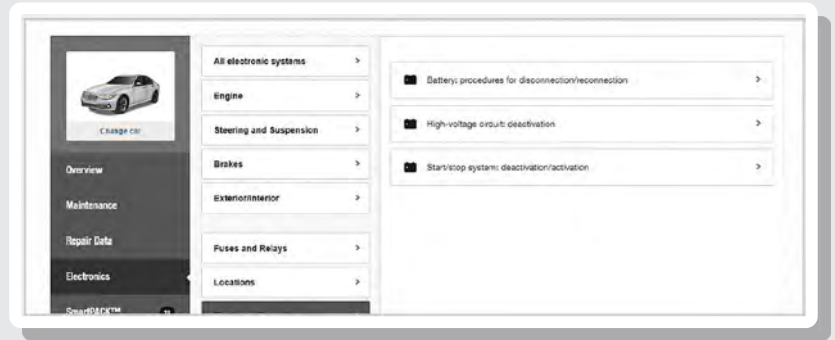 Change car
Overview
Maintenance
Repair Data
Electronics
SmartPACK™
All electronic systems
Engine
Steering and Suspension
Brakes
Exterior/Interior
Fuses and Relays
Locations
Battery: procedures for disconnection/reconnection
High-voltage circuit: deactivation
Start/stop system: deactivation/activation